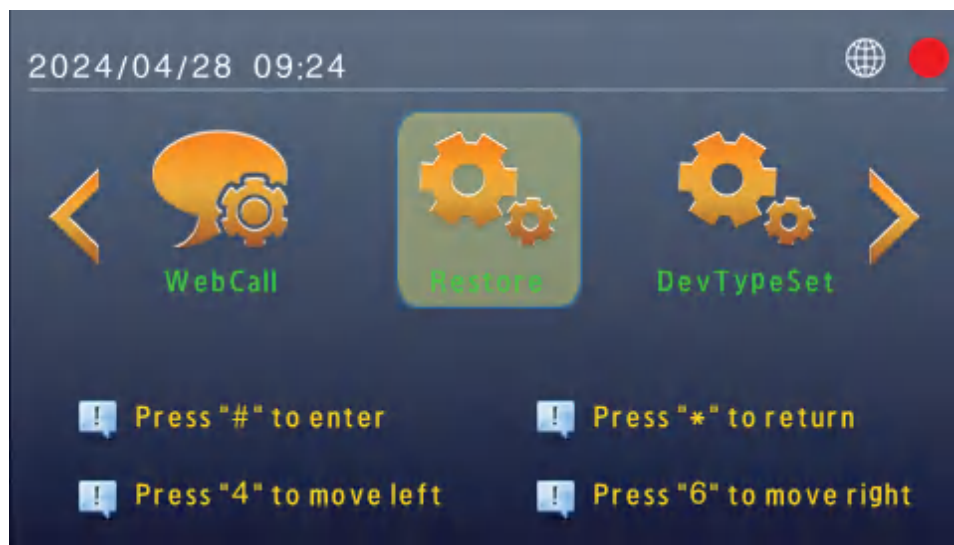 2024/04/28 09:24
WebCall
Restore
DevTypeSet
Press "#" to enter
Press "*" to return
Press "4" to move left
Press "6" to move right